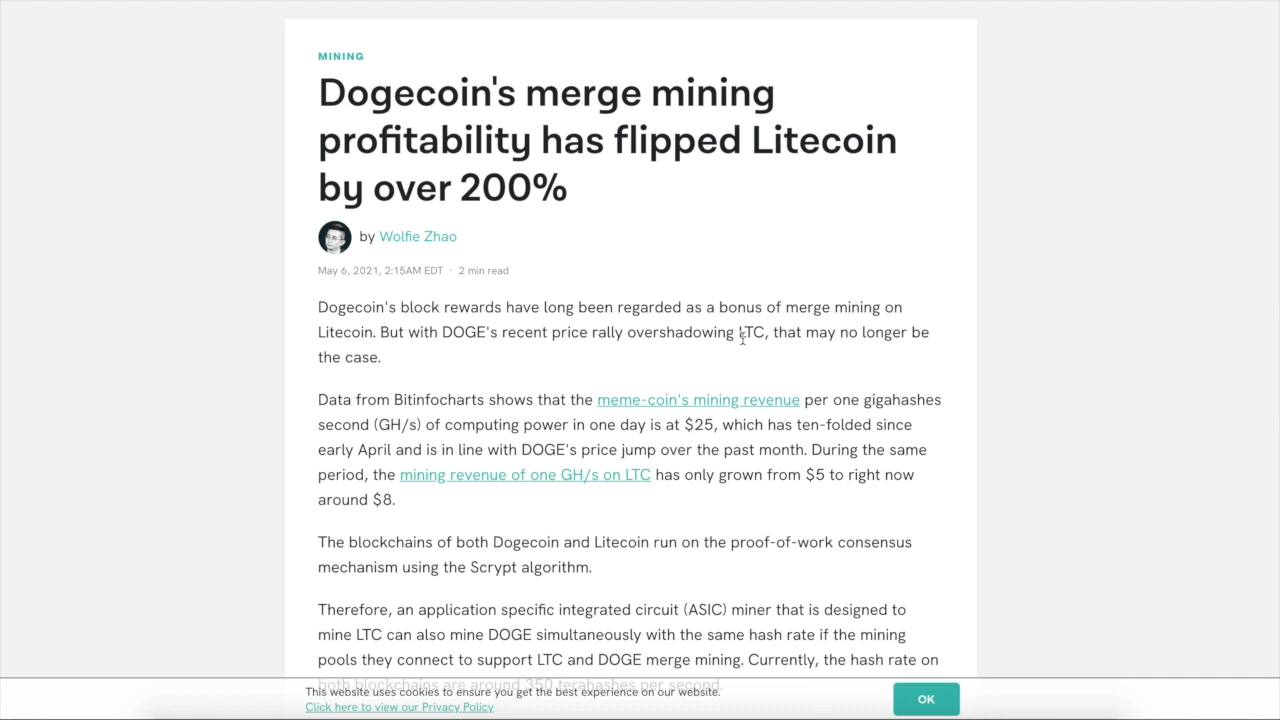 MINING
Dogecoin's merge mining
profitability has flipped Litecoin
by over 200%
by Wolfie Zhao
May 6, 2021, 2:15AM EDT · 2 min read
Dogecoin's block rewards have long been regarded as a bonus of merge mining on
Litecoin. But with DOGE's recent price rally overshadowing LTC, that may no longer be
the case.
Data from Bitinfocharts shows that the meme-coin's mining revenue per one gigahashes
second (GH/s) of computing power in one day is at $25, which has ten-folded since
early April and is in line with DOGE's price jump over the past month. During the same
period, the mining revenue of one GH/s on LTC has only grown from $5 to right now
around $8.
The blockchains of both Dogecoin and Litecoin run on the proof-of-work consensus
mechanism using the Scrypt algorithm.
Therefore, an application specific integrated circuit (ASIC) miner that is designed to
mine LTC can also mine DOGE simultaneously with the same hash rate if the mining
pools they connect to support LTC and DOGE merge mining. Currently, the hash rate on
both blockchains are around 350 terahashes per second.
This website uses cookies to ensure you get the best experience on our website.
Click here to view our Privacy Policy
OK